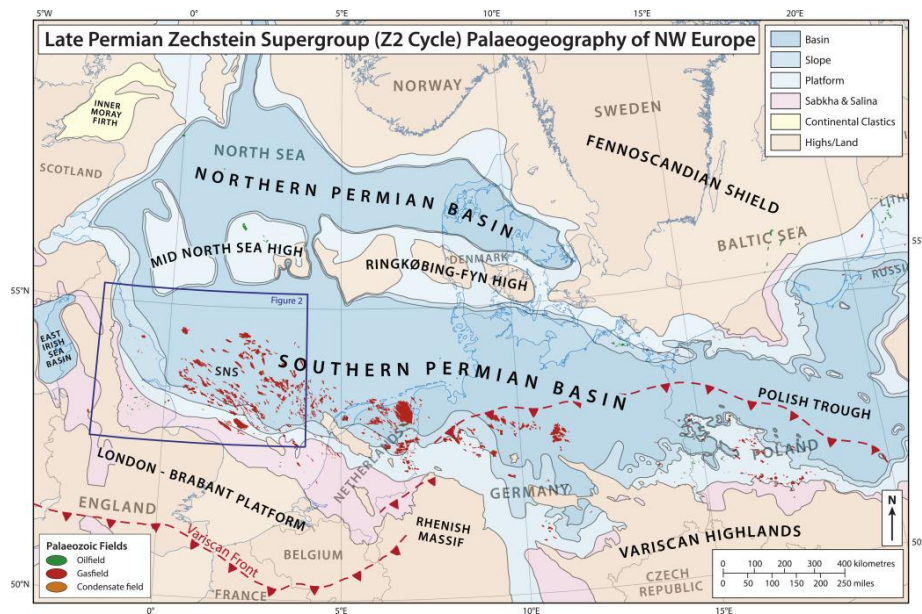 5°W
0°
5°E
10°E
15°E
20°E
Late Permian Zechstein Supergroup (Z2 Cycle) Palaeogeography of NW Europe
Basin
Slope
Platform
Sabkha & Salina
Continental Clastics
Highs/Land
INNER
MORAY
FIRTH
NORWAY
SWEDEN
SCOTLAND
NORTH SEA
FENNOSCANDIAN SHIELD
NORTHERN PERMIAN BASIN
LITH
BALTIC SEA
55°
MID NORTH SEA HIGH
DENMARK
RINGKØBING-FYN HIGH
RUSSI
55°N
Figure 2
EAST
IRISH
SEA
BASIN
SNS
SOUTHERN PERMIAN BASIN
POLISH TROUGH
POLAND
NETHERLANDS
LONDON - BRABANT
PLATFORM
GERMANY
ENGLAND
RHENISH
MASSIF
VARISCAN HIGHLANDS
N
Variscan Front
Palaeozoic Fields
Oilfield
Gasfield
Condensate field
BELGIUM
FRANCE
CZECH
REPUBLIC
0 100 200 300 400 kilometres
0 50 100 150 200 250 miles
50°N
50°
0°
5°E
10°E
15°E